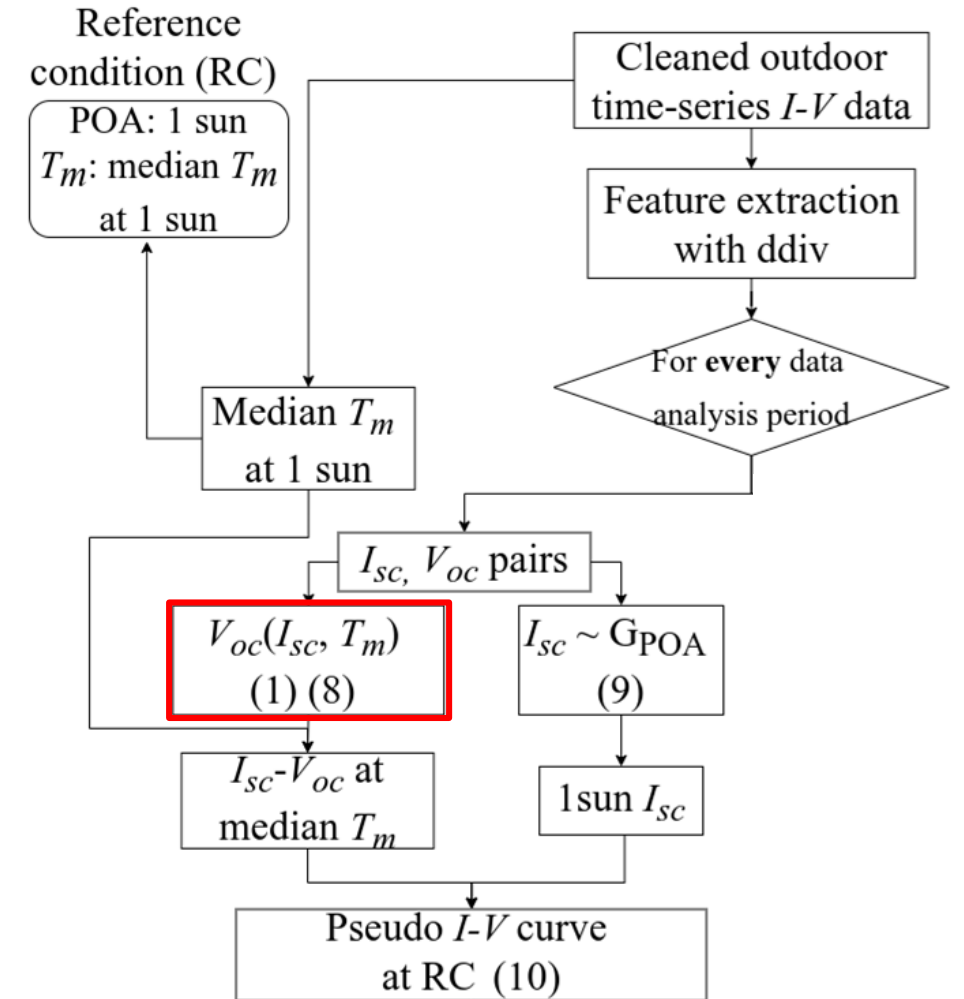 Reference
condition (RC)
POA: 1 sun
Tm: median Tm
at 1 sun
Cleaned outdoor
time-series I-V data
Feature extraction
with ddiv
For every data
analysis period
Median Tm
at 1 sun
Isc, Voc pairs
Voc(Isc, Tm)
(1) (8)
Isc ~ GPOA
(9)
Isc-Voc at
median Tm
1sun Isc
Pseudo I-V curve
at RC (10)